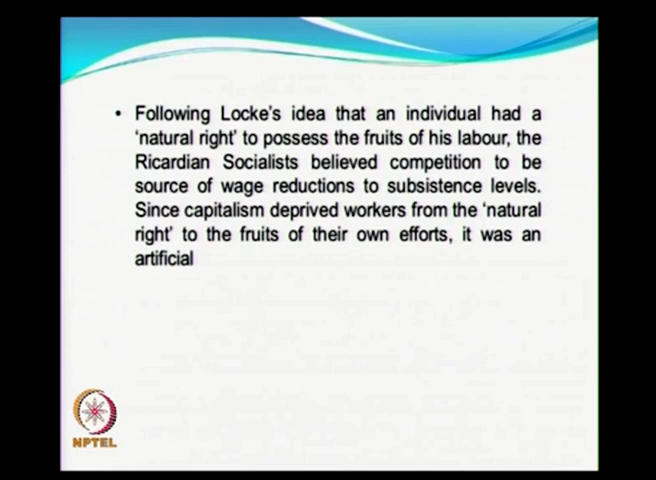 • Following Locke's idea that an individual had a
'natural right' to possess the fruits of his labour, the
Ricardian Socialists believed competition to be
source of wage reductions to subsistence levels.
Since capitalism deprived workers from the 'natural
right' to the fruits of their own efforts, it was an
artificial
NPTEL